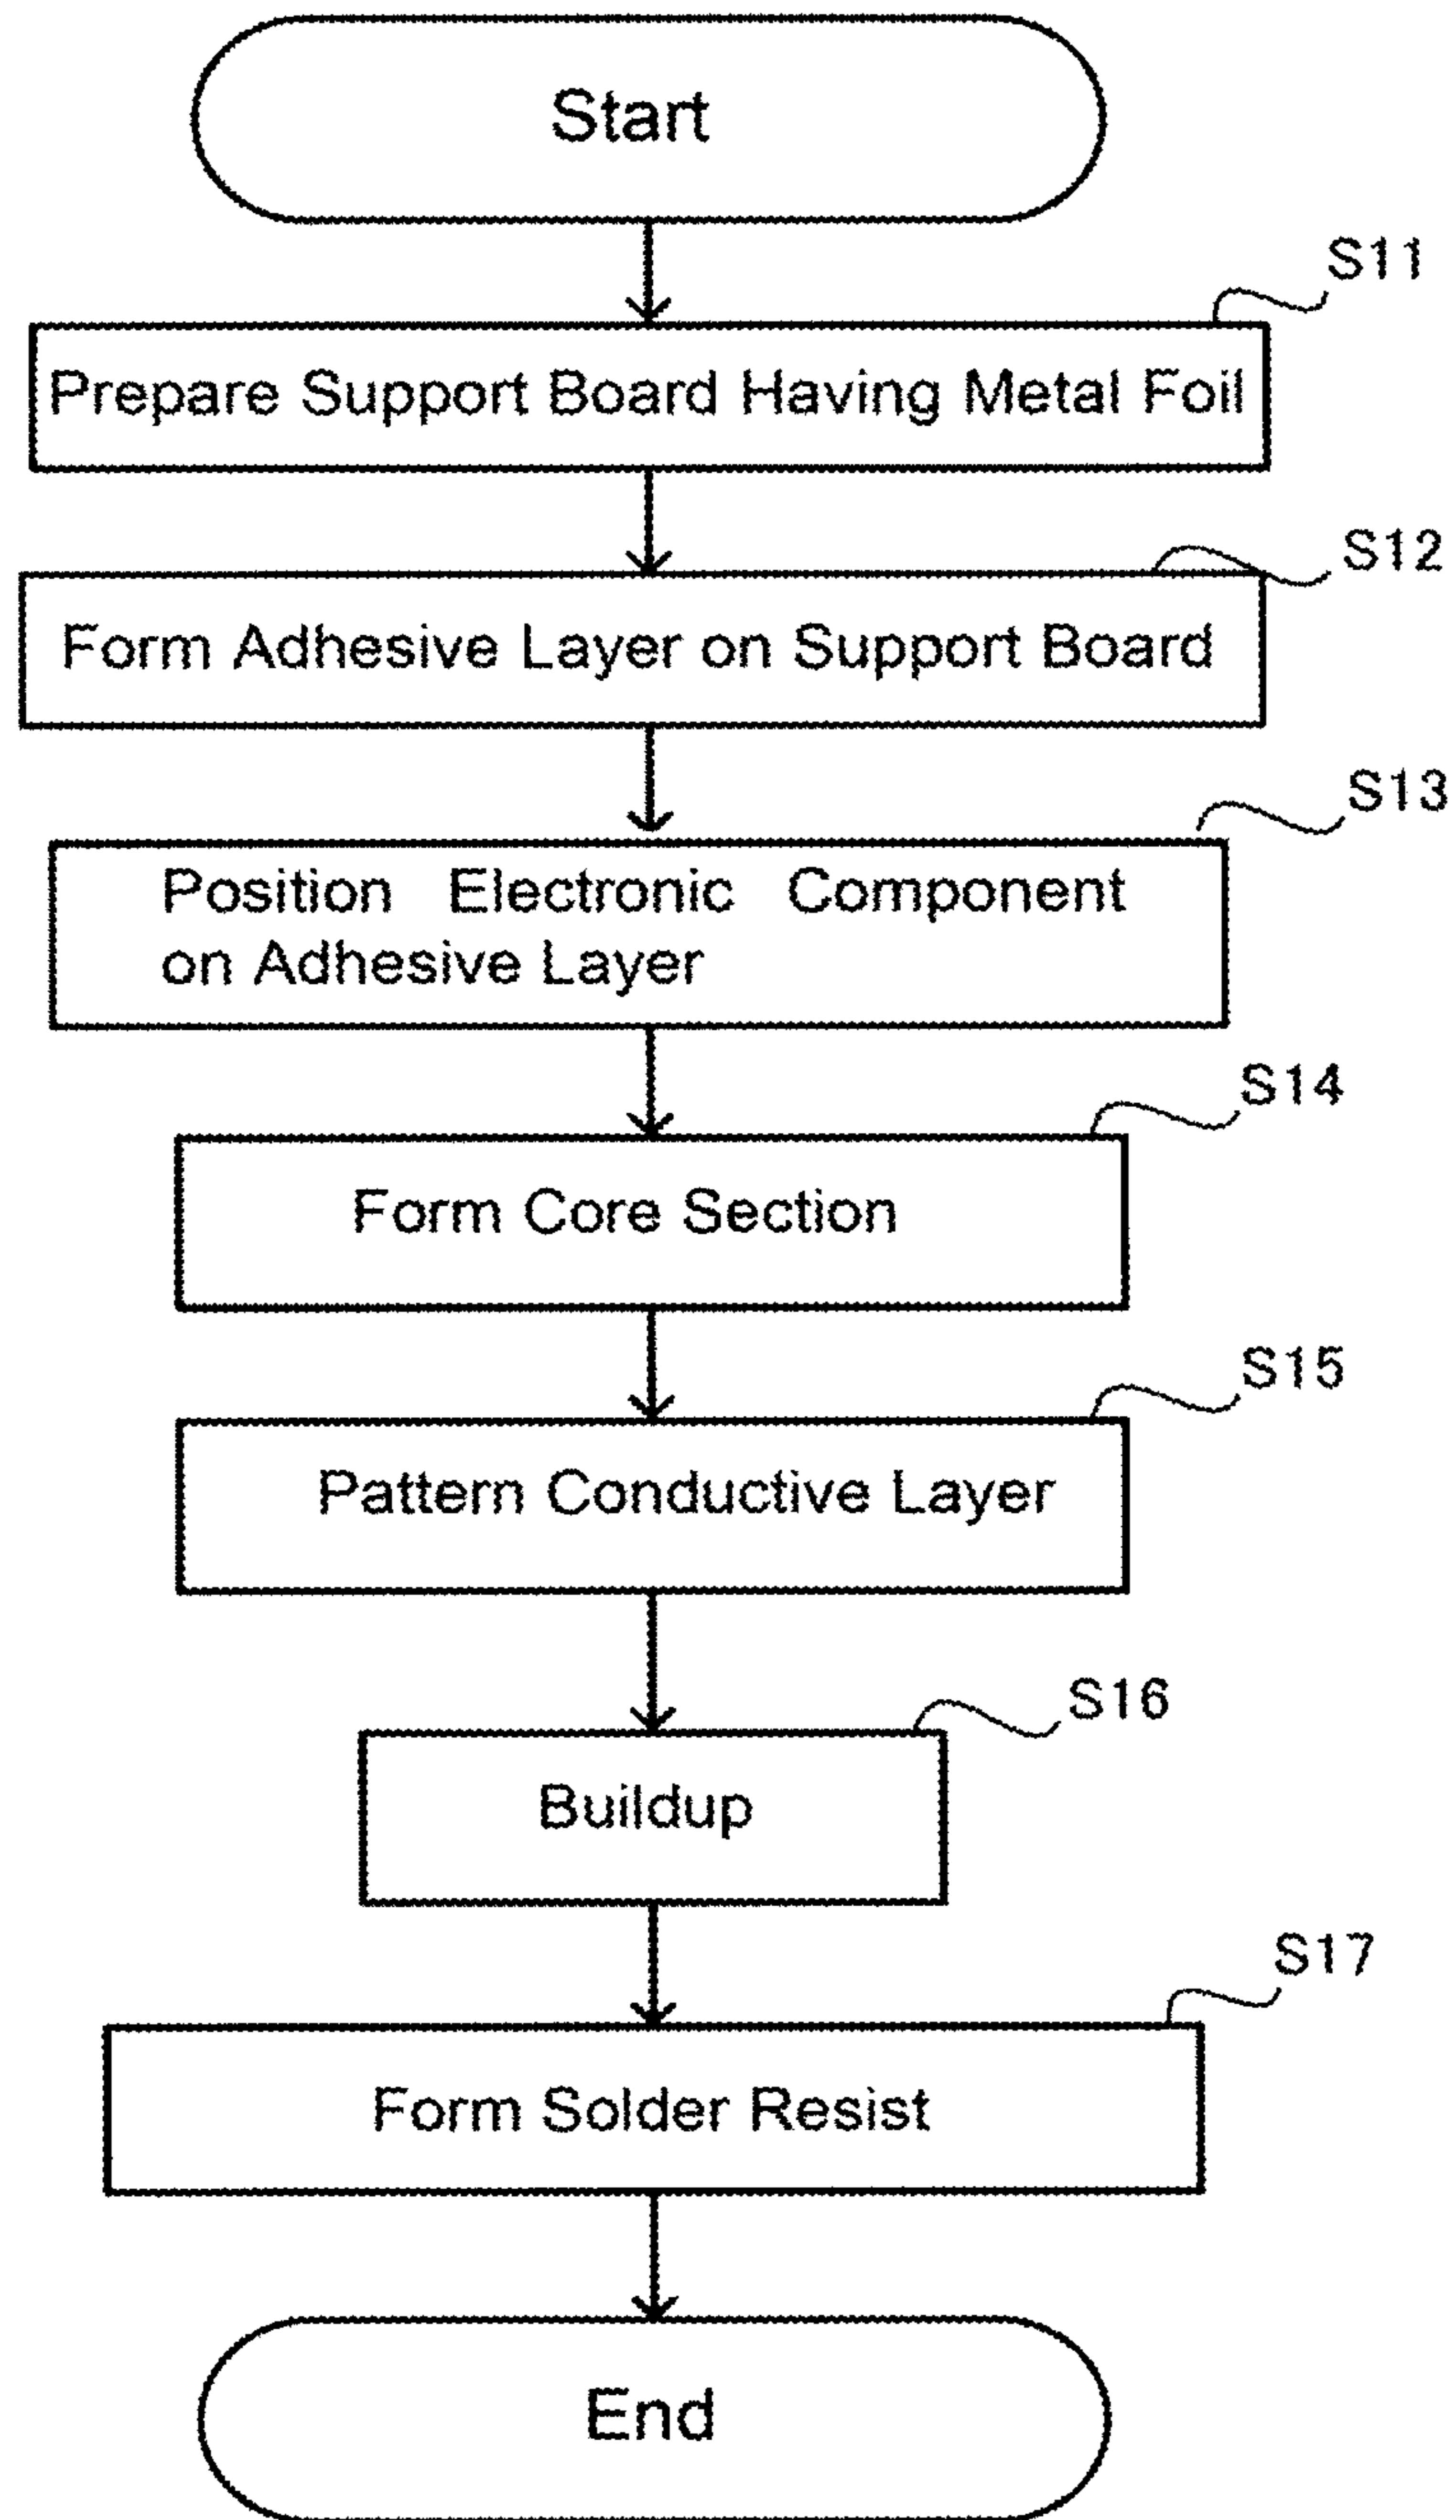 Start
S11
Prepare Support Board Having Metal Foil
S12
Form Adhesive Layer on Support Board
S13
Position Electronic Component
on Adhesive Layer
S14
Form Core Section
S15
Pattern Conductive Layer
S16
Buildup
S17
Form Solder Resist
End